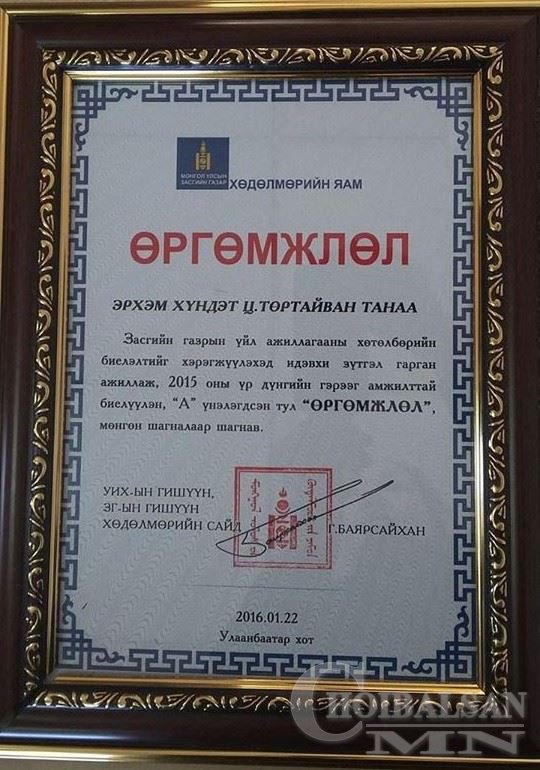 МОНГОЛ УЛСЫН
ЗАСГИЙН ГАЗАР
ХӨДӨЛМӨРИЙН ЯАМ
ӨРГӨМЖЛӨЛ
ЭРХЭМ ХҮНДЭТ Ц.ТӨРТАЙВАН ТАНАА
Засгийн газрын үйл ажиллагааны хөтөлбөрийн
биелэлтийг хэрэгжүүлэхэд идэвхи зүтгэл гарган
ажиллаж, 2015 оны үр дүнгийн гэрээг амжилттай
биелүүлэн, “А” үнэлэгдсэн тул “ӨРГӨМЖЛӨЛ”,
мөнгөн шагналаар шагнав.
УИХ-ЫН ГИШҮҮН,
ЗГ-ЫН ГИШҮҮН
ХӨДӨЛМӨРИЙН САЙД Г.БАЯРСАЙХАН
2016.01.22
Улаанбаатар хот
CHOIBALSAN
MN